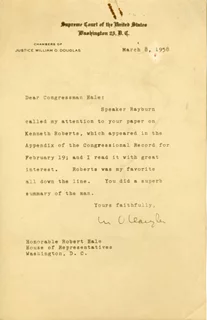 Supreme Court of the United States
Washington 13, D. C.
CHAMBERS OF
JUSTICE WILLIAM O. DOUGLAS
March 8, 1958
Dear Congressman Hale:
Speaker Rayburn
called my attention to your paper on
Kenneth Roberts, which appeared in the
Appendix of the Congressional Record for
February 19; and I read it with great
interest. Roberts was my favorite
all down the line. You did a superb
summary of the man.
Yours faithfully,
Wm O Douglas
Honorable Robert Hale
House of Representatives
Washington, D. C.